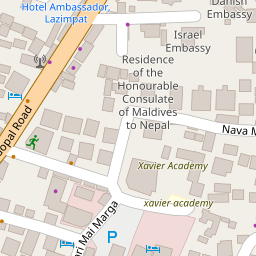 Danish
Embassy
Hotel Ambassador,
Lazimpat
Israel
Embassy
Residence
of the
Honourable
Consulate
of Maldives
to Nepal
Nava M
opal Road
Xavier Academy
xavier-academy
ri Mai Marga
P